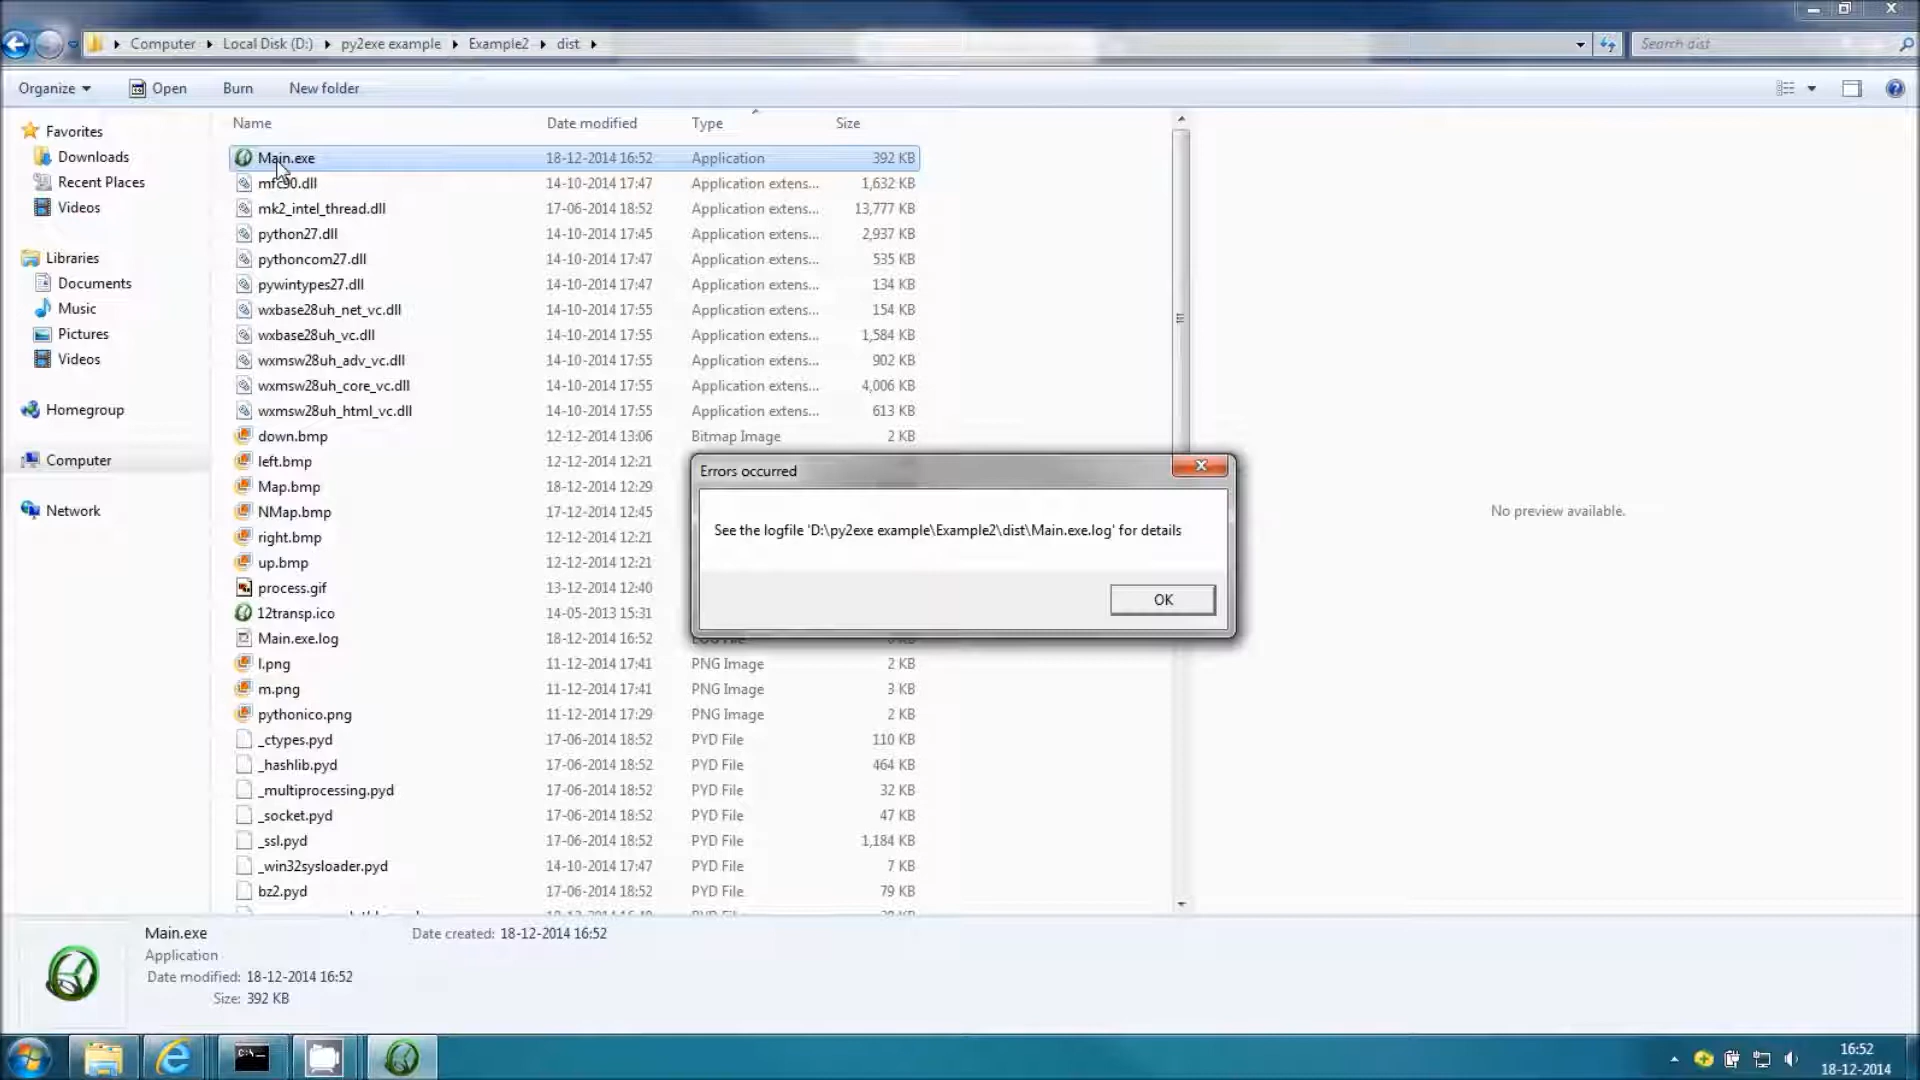 Computer ▸ Local Disk (D:) ▸ py2exe example ▸ Example2 ▸ dist ▸
Search dist
Organize Open Burn New folder
Name Date modified Type Size
Favorites
Downloads
Recent Places
Videos
Libraries
Documents
Music
Pictures
Videos
Homegroup
Computer
Network
Main.exe 18-12-2014 16:52 Application 392 KB
mfc90.dll 14-10-2014 17:47 Application extens... 1,632 KB
mk2_intel_thread.dll 17-06-2014 18:52 Application extens... 13,777 KB
python27.dll 14-10-2014 17:45 Application extens... 2,937 KB
pythoncom27.dll 14-10-2014 17:47 Application extens... 535 KB
pywintypes27.dll 14-10-2014 17:47 Application extens... 134 KB
wxbase28uh_net_vc.dll 14-10-2014 17:55 Application extens... 154 KB
wxbase28uh_vc.dll 14-10-2014 17:55 Application extens... 1,584 KB
wxmsw28uh_adv_vc.dll 14-10-2014 17:55 Application extens... 902 KB
wxmsw28uh_core_vc.dll 14-10-2014 17:55 Application extens... 4,006 KB
wxmsw28uh_html_vc.dll 14-10-2014 17:55 Application extens... 613 KB
down.bmp 12-12-2014 13:06 Bitmap Image 2 KB
left.bmp 12-12-2014 12:21
Map.bmp 18-12-2014 12:29
NMap.bmp 17-12-2014 12:45
right.bmp 12-12-2014 12:21
up.bmp 12-12-2014 12:21
process.gif 13-12-2014 12:40
12transp.ico 14-05-2013 15:31
Main.exe.log 18-12-2014 16:52
l.png 11-12-2014 17:41 PNG Image 2 KB
m.png 11-12-2014 17:41 PNG Image 3 KB
pythonico.png 11-12-2014 17:29 PNG Image 2 KB
_ctypes.pyd 17-06-2014 18:52 PYD File 110 KB
_hashlib.pyd 17-06-2014 18:52 PYD File 464 KB
_multiprocessing.pyd 17-06-2014 18:52 PYD File 32 KB
_socket.pyd 17-06-2014 18:52 PYD File 47 KB
_ssl.pyd 17-06-2014 18:52 PYD File 1,184 KB
_win32sysloader.pyd 14-10-2014 17:47 PYD File 7 KB
bz2.pyd 17-06-2014 18:52 PYD File 79 KB
Errors occurred
See the logfile 'D:\py2exe example\Example2\dist\Main.exe.log' for details
OK
No preview available.
Main.exe Date created: 18-12-2014 16:52
Application
Date modified: 18-12-2014 16:52
Size: 392 KB
C:\
16:52
18-12-2014